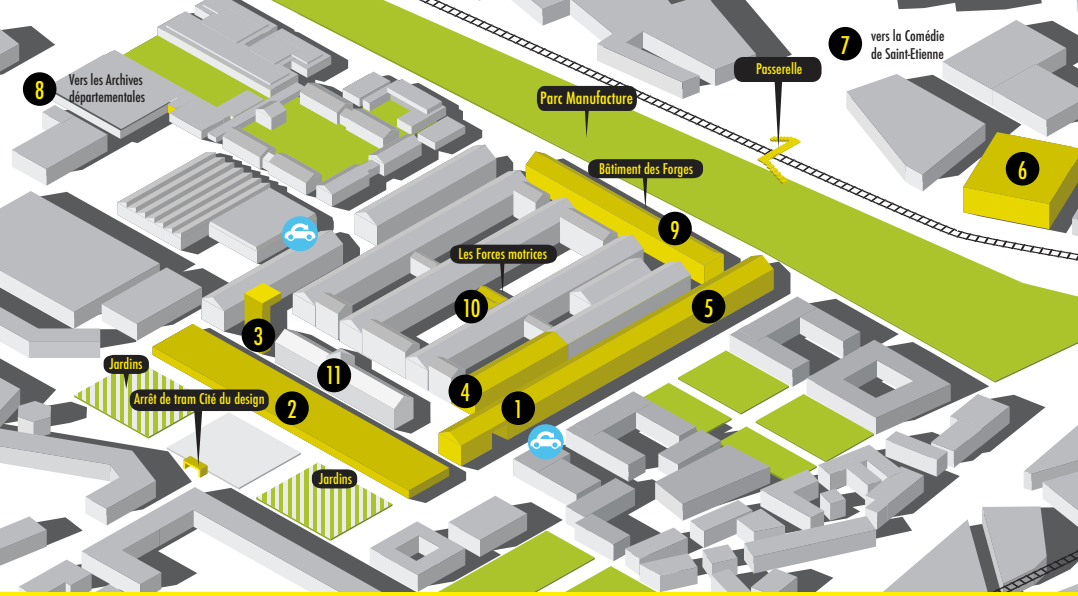 7
vers la Comédie
de Saint-Etienne
Passerelle
8
Vers les Archives
départementales
Parc Manufacture
Bâtiment des Forges
6
9
Les Forces motrices
10
5
3
Jardins
11
4
Arrêt de tram Cité du design
2
1
Jardins